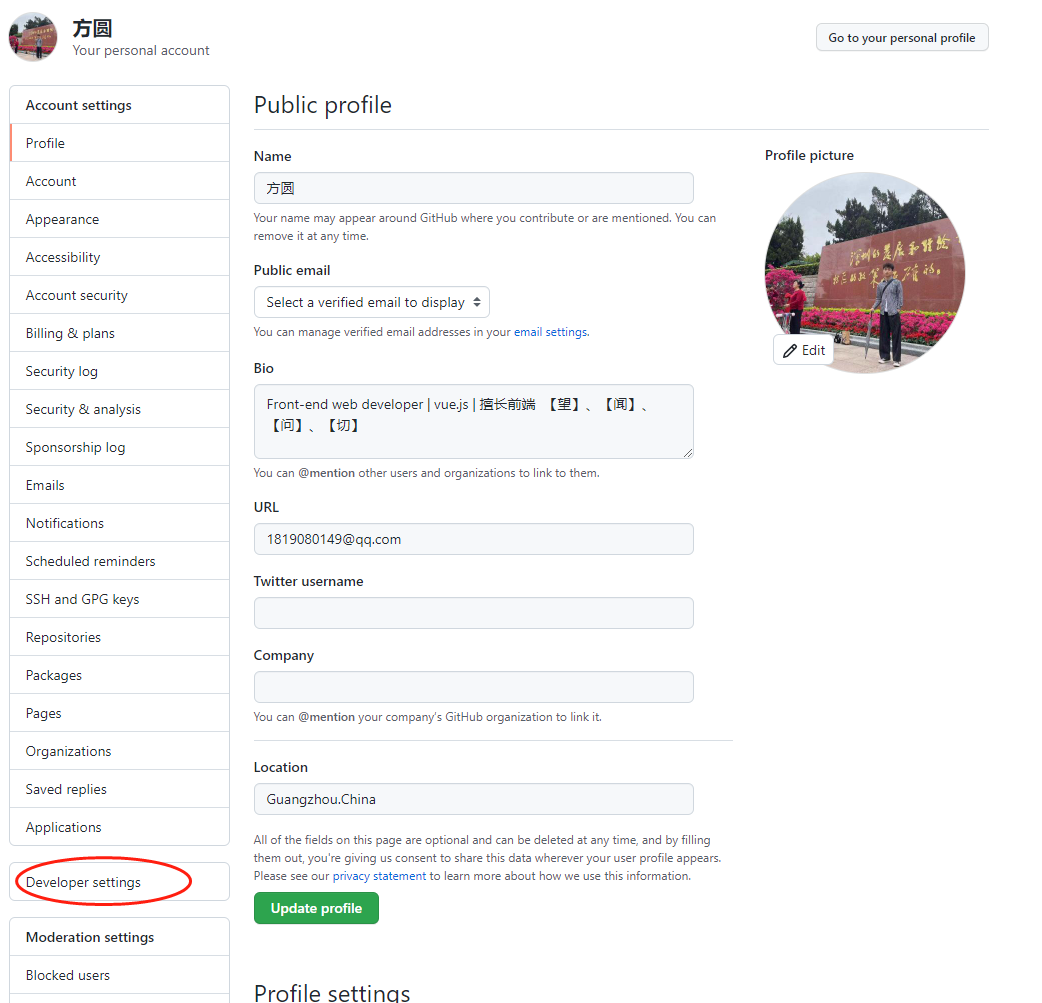 方圆
Your personal account
Go to your personal profile
Account settings
Profile
Account
Appearance
Accessibility
Account security
Billing & plans
Security log
Security & analysis
Sponsorship log
Emails
Notifications
Scheduled reminders
SSH and GPG keys
Repositories
Packages
Pages
Organizations
Saved replies
Applications
Developer settings
Moderation settings
Blocked users
Public profile
Name
方圆
Your name may appear around GitHub where you contribute or are mentioned. You can
remove it at any time.
Public email
Select a verified email to display
You can manage verified email addresses in your email settings.
Bio
Front-end web developer | vue.js | 擅长前端 【望】、【闻】、
【问】、【切】
You can @mention other users and organizations to link to them.
URL
1819080149@qq.com
Twitter username
Company
You can @mention your company's GitHub organization to link it.
Location
Guangzhou.China
All of the fields on this page are optional and can be deleted at any time, and by filling
them out, you're giving us consent to share this data wherever your user profile appears.
Please see our privacy statement to learn more about how we use this information.
Update profile
Profile settings
Profile picture
深圳的发展和经验
Edit